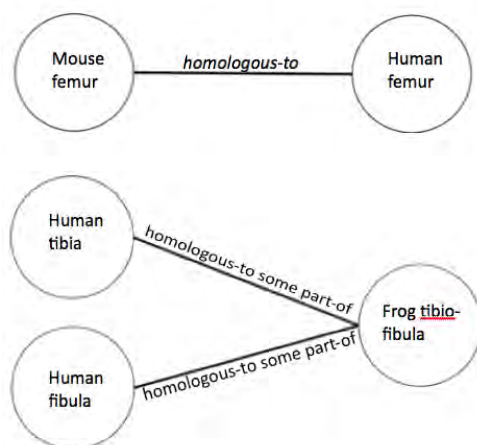 Mouse
femur
homologous-to
Human
femur
Human
tibia
homologous-to some part-of
Frog tibio-
fibula
homologous-to some part-of
Human
fibula